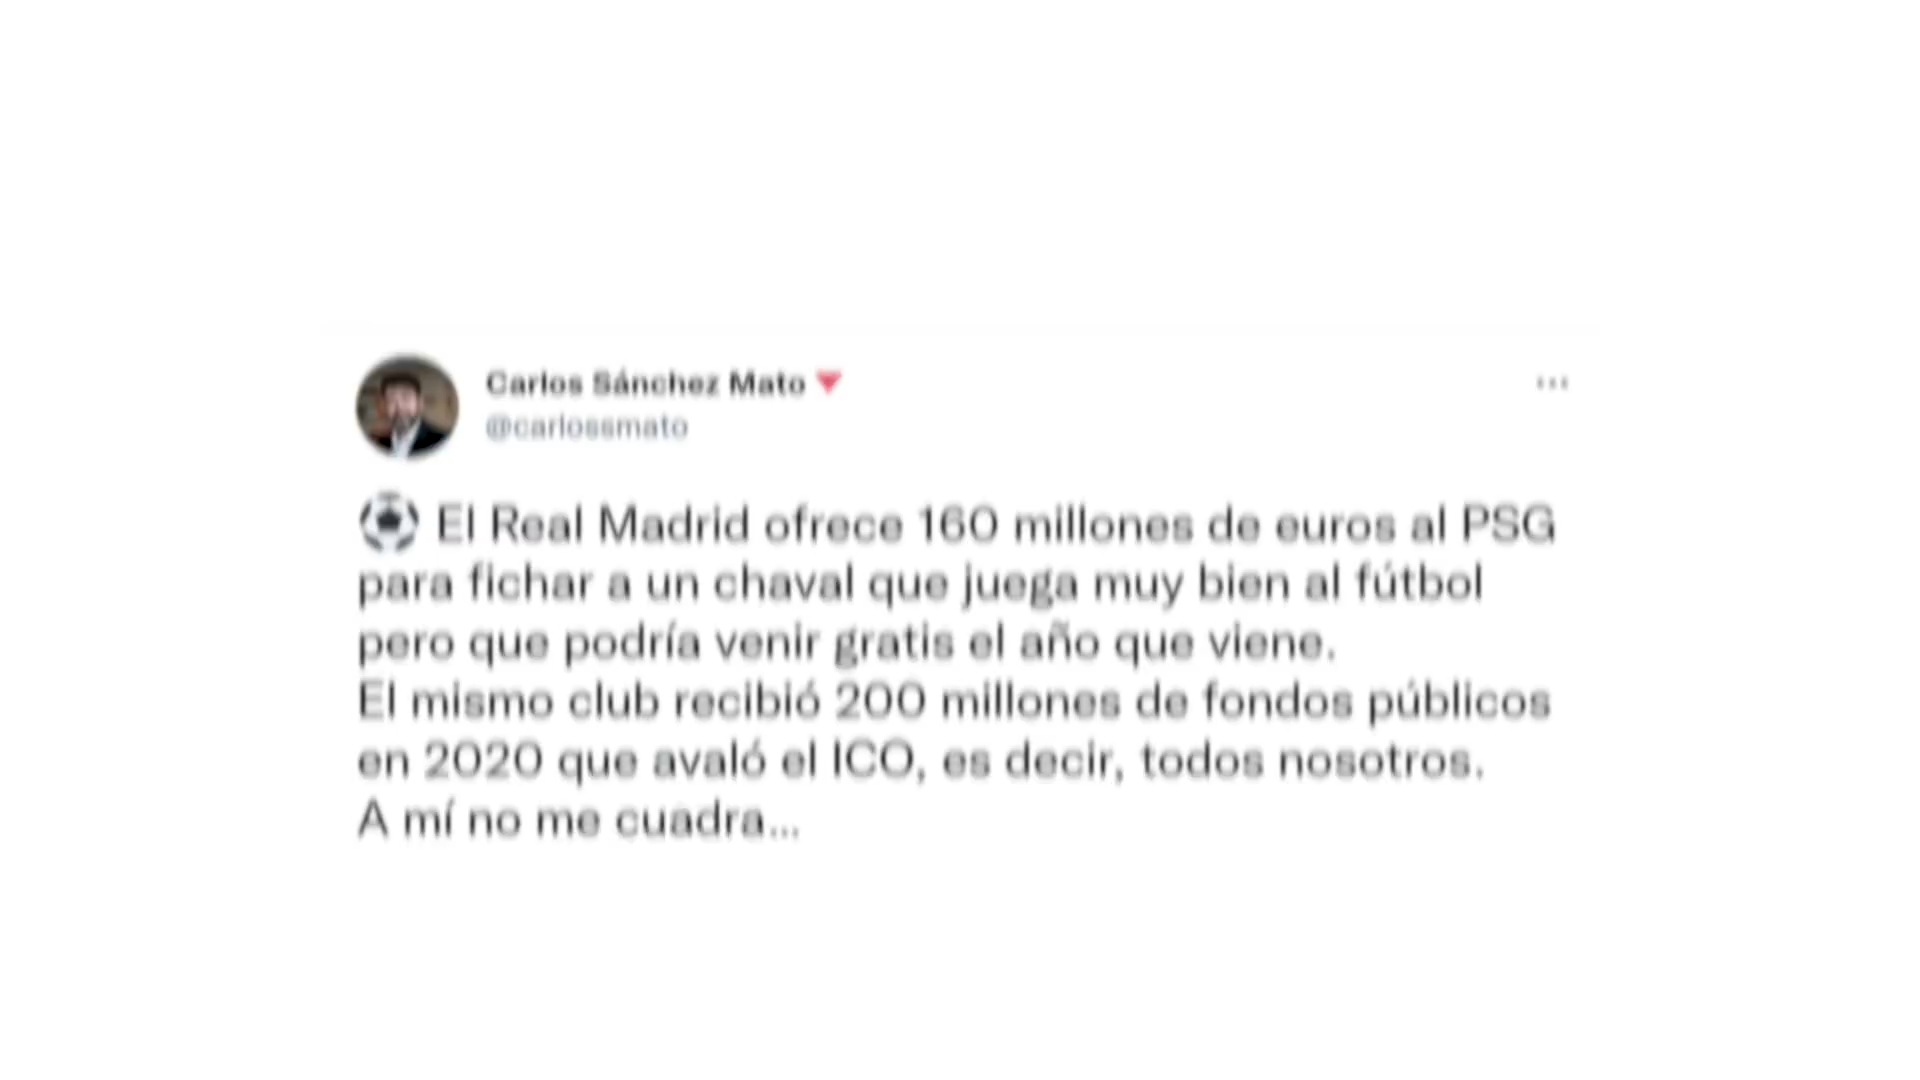 Carlos Sánchez Mato 🔻
@carlossmato
⚽ El Real Madrid ofrece 160 millones de euros al PSG
para fichar a un chaval que juega muy bien al fútbol
pero que podría venir gratis el año que viene.
El mismo club recibió 200 millones de fondos públicos
en 2020 que avaló el ICO, es decir, todos nosotros.
A mí no me cuadra...